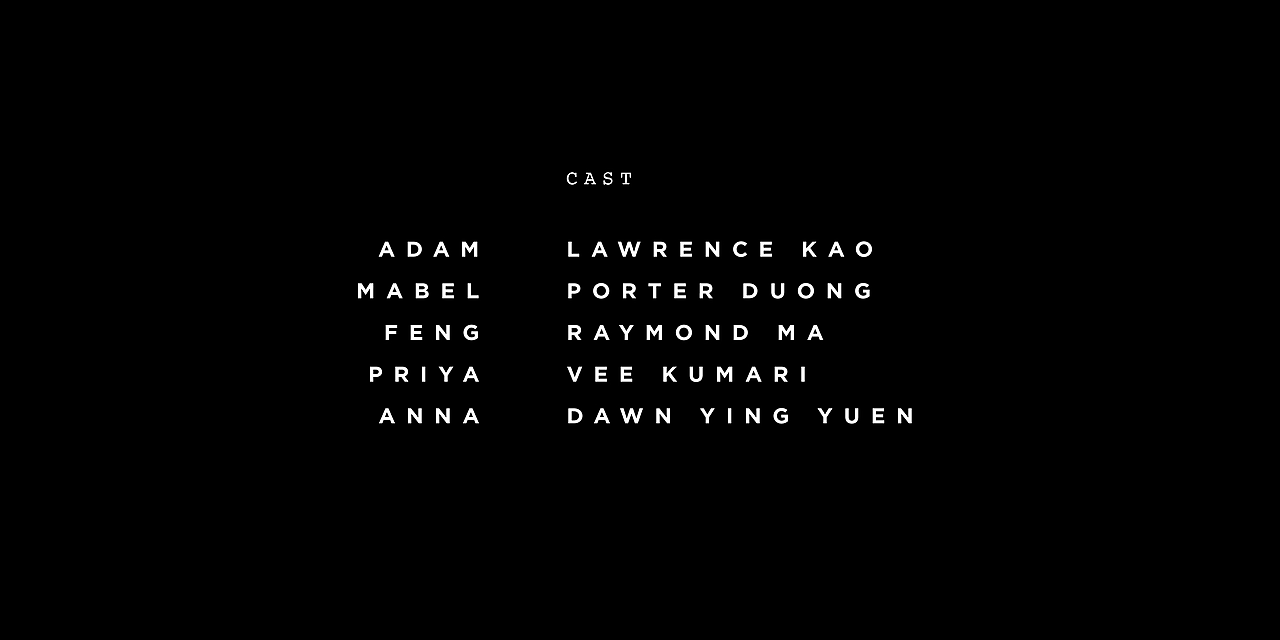 CAST
ADAM LAWRENCE KAO
MABEL PORTER DUONG
FENG RAYMOND MA
PRIYA VEE KUMARI
ANNA DAWN YING YUEN